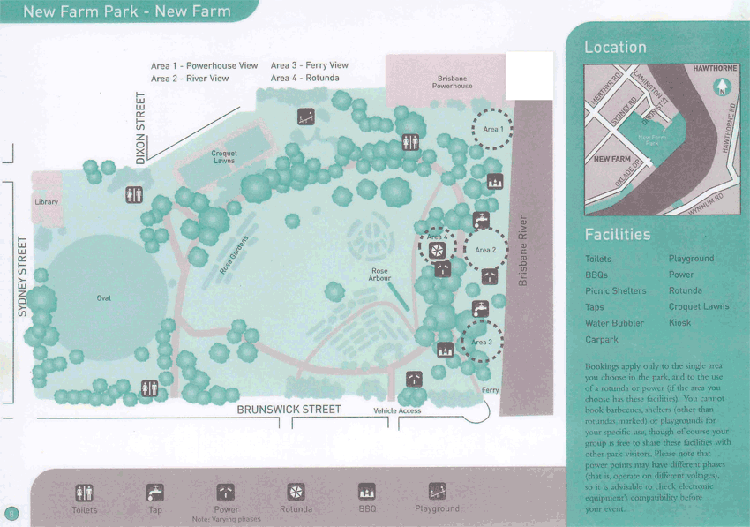 New Farm Park - New Farm
Area 1 - Powerhouse View
Area 3 - Ferry View
Area 2 - River View
Area 4 - Rotunda
Brisbane
Powerhouse
DIXON STREET
Croquet
Lawns
Area 1
Library
SYDNEY STREET
Oval
Rose Gardens
Rose
Arbour
Area 4
Area 2
Area 3
Brisbane River
Ferry
BRUNSWICK STREET
Vehicle Access
Toilets
Tap
Power
Note: Varying phases
Rotunda
BBQ
Playground
Location
HAWTHORNE
NEW FARM
New Farm
Park
HAWTHORNE RD
Facilities
Toilets
Playground
BBQs
Power
Picnic Shelters
Rotunda
Taps
Croquet Lawns
Water Bubbler
Kiosk
Carpark
Bookings apply only to the single area
you choose in the park, and to the use
of a rotunda or power (if the area you
choose has these facilities). You cannot
book barbecues, shelters (other than
rotundas, marked) or playgrounds for
your specific use, though of course your
group is free to share these facilities with
other park visitors. Please note that
power points may have different phases
(that is, operate on different voltages),
so it is advisable to check electronic
equipment's compatibility before
your event.